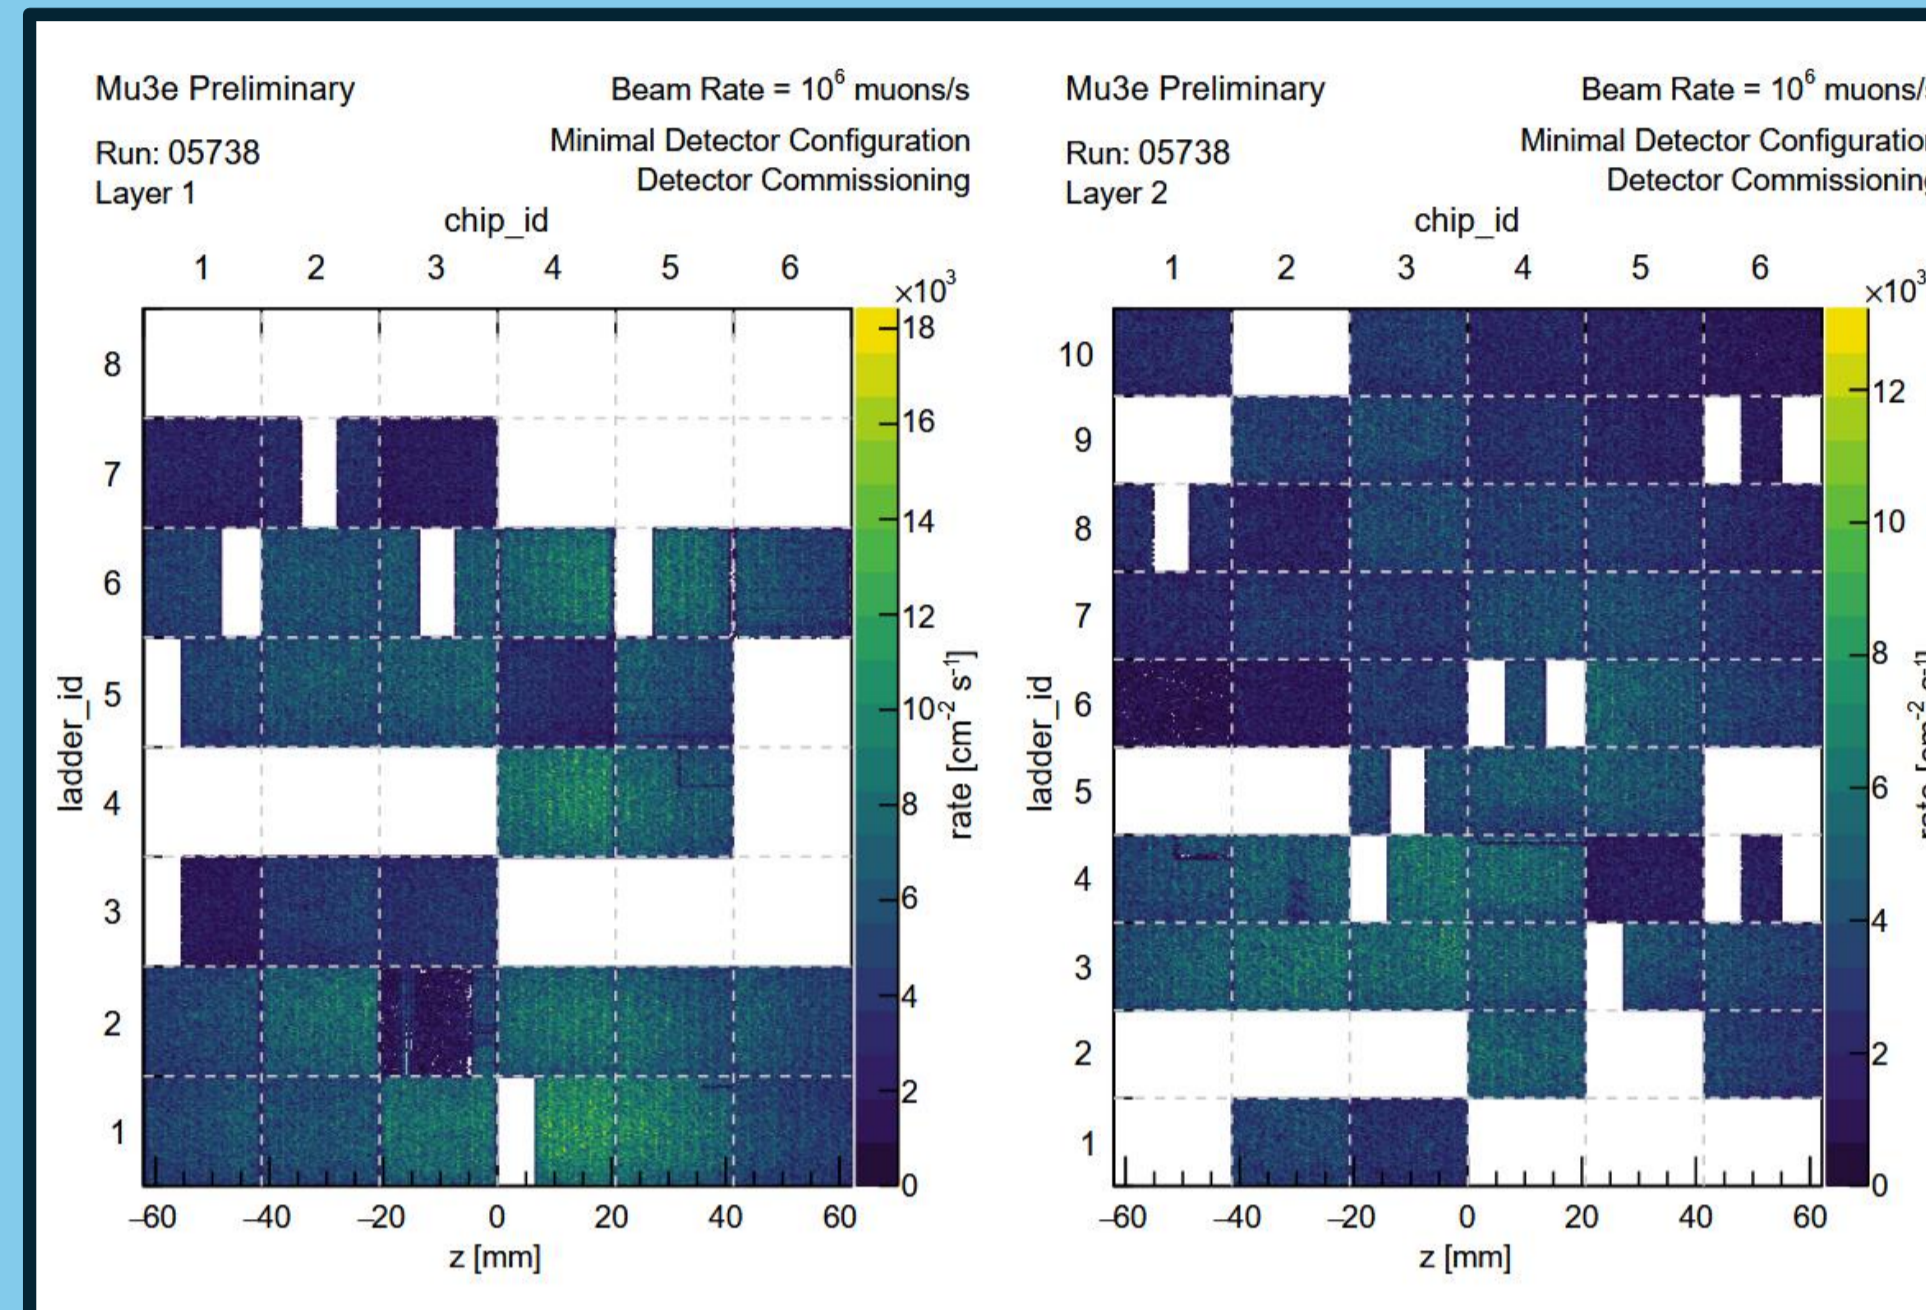 Mu3e Preliminary
Beam Rate = 10⁶ muons/s
Run: 05738
Minimal Detector Configuration
Layer 1
Detector Commissioning
chip_id
1 2 3 4 5 6
×10³
8
7
6
5
4
3
2
1
ladder_id
18
16
14
12
10
8
6
4
2
0
rate [cm⁻² s⁻¹]
−60 −40 −20 0 20 40 60
z [mm]
Mu3e Preliminary
Beam Rate = 10⁶ muons/s
Run: 05738
Minimal Detector Configuration
Layer 2
Detector Commissioning
chip_id
1 2 3 4 5 6
×10³
10
9
8
7
6
5
4
3
2
1
ladder_id
12
10
8
6
4
2
0
−60 −40 −20 0 20 40 60
z [mm]